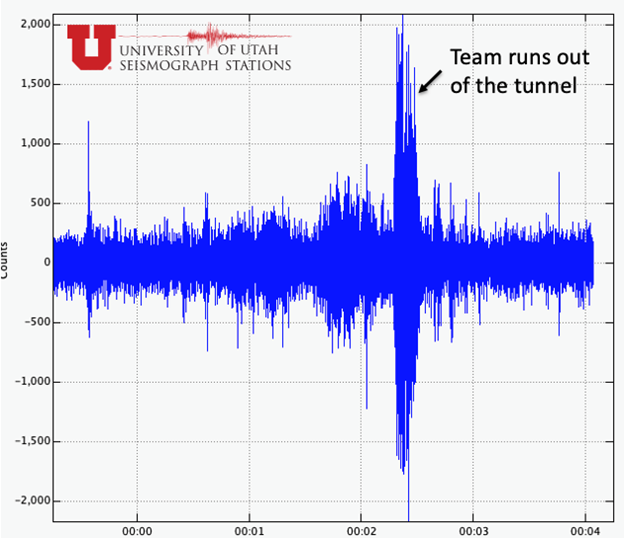 2,000
U
UNIVERSITY OF UTAH
SEISMOGRAPH STATIONS
Team runs out
of the tunnel
1,500
1,000
500
Counts
0
−500
−1,000
−1,500
−2,000
00:00 00:01 00:02 00:03 00:04